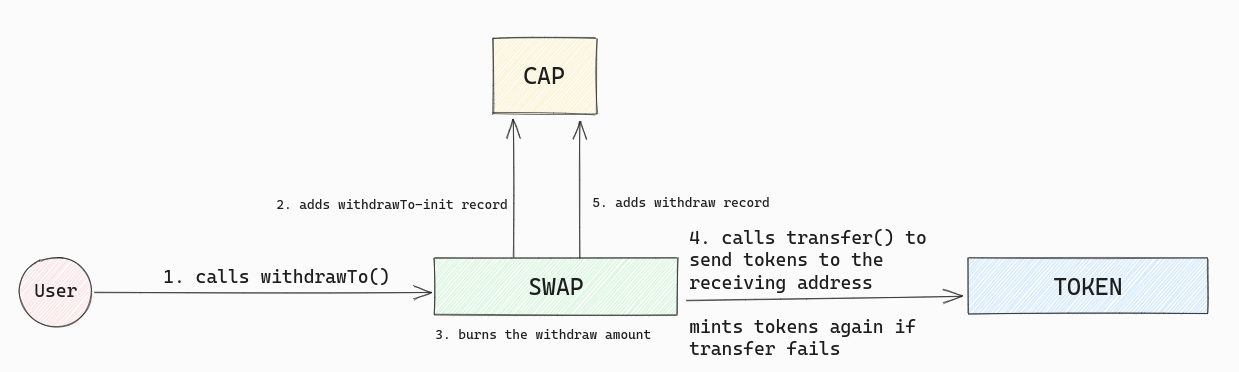 CAP
2. adds withdrawTo-init record
5. adds withdraw record
User
1. calls withdrawTo()
SWAP
3. burns the withdraw amount
4. calls transfer() to
send tokens to the
receiving address
mints tokens again if
transfer fails
TOKEN